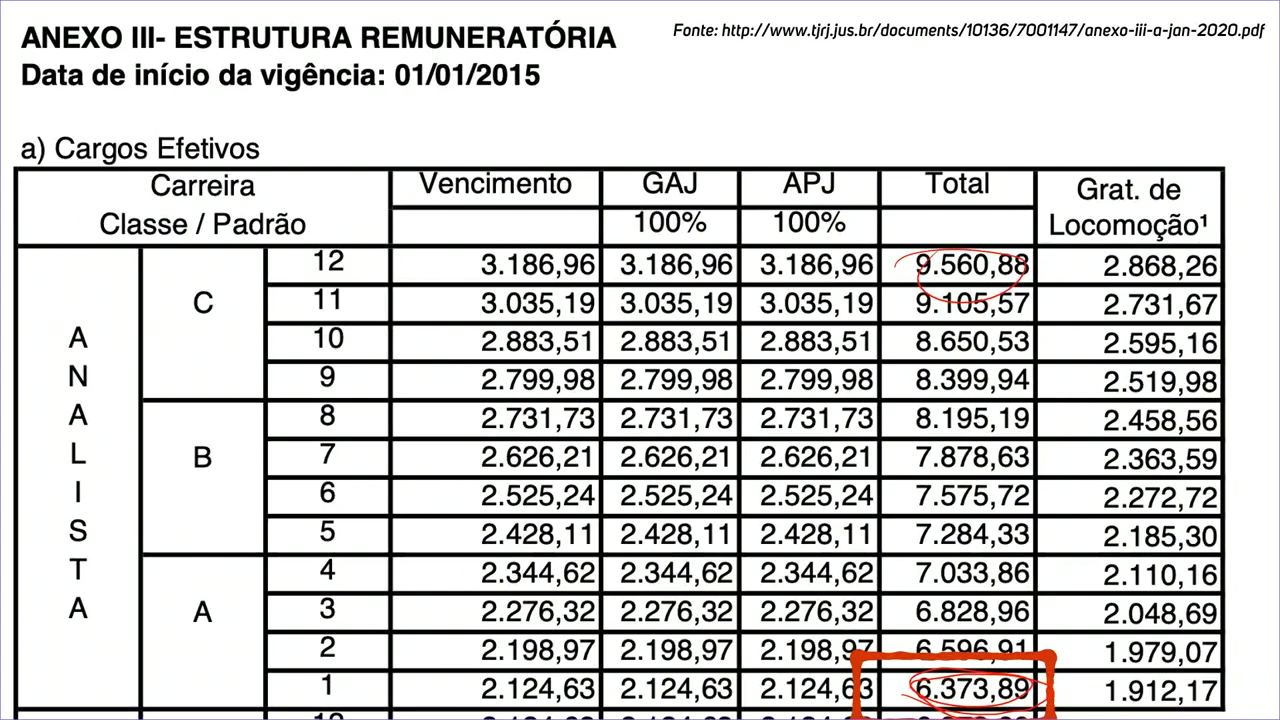 ANEXO III- ESTRUTURA REMUNERATÓRIA
Fonte: http://www.tjrj.jus.br/documents/10136/7001147/anexo-iii-a-jan-2020.pdf
Data de início da vigência: 01/01/2015
a) Cargos Efetivos
Carreira Classe / Padrão Vencimento GAJ APJ Total Grat. de Locomoção¹
100% 100%
ANALISTA
C
12 3.186,96 3.186,96 3.186,96 9.560,88 2.868,26
11 3.035,19 3.035,19 3.035,19 9.105,57 2.731,67
10 2.883,51 2.883,51 2.883,51 8.650,53 2.595,16
9 2.799,98 2.799,98 2.799,98 8.399,94 2.519,98
B
8 2.731,73 2.731,73 2.731,73 8.195,19 2.458,56
7 2.626,21 2.626,21 2.626,21 7.878,63 2.363,59
6 2.525,24 2.525,24 2.525,24 7.575,72 2.272,72
5 2.428,11 2.428,11 2.428,11 7.284,33 2.185,30
A
4 2.344,62 2.344,62 2.344,62 7.033,86 2.110,16
3 2.276,32 2.276,32 2.276,32 6.828,96 2.048,69
2 2.198,97 2.198,97 2.198,97 6.596,91 1.979,07
1 2.124,63 2.124,63 2.124,63 6.373,89 1.912,17